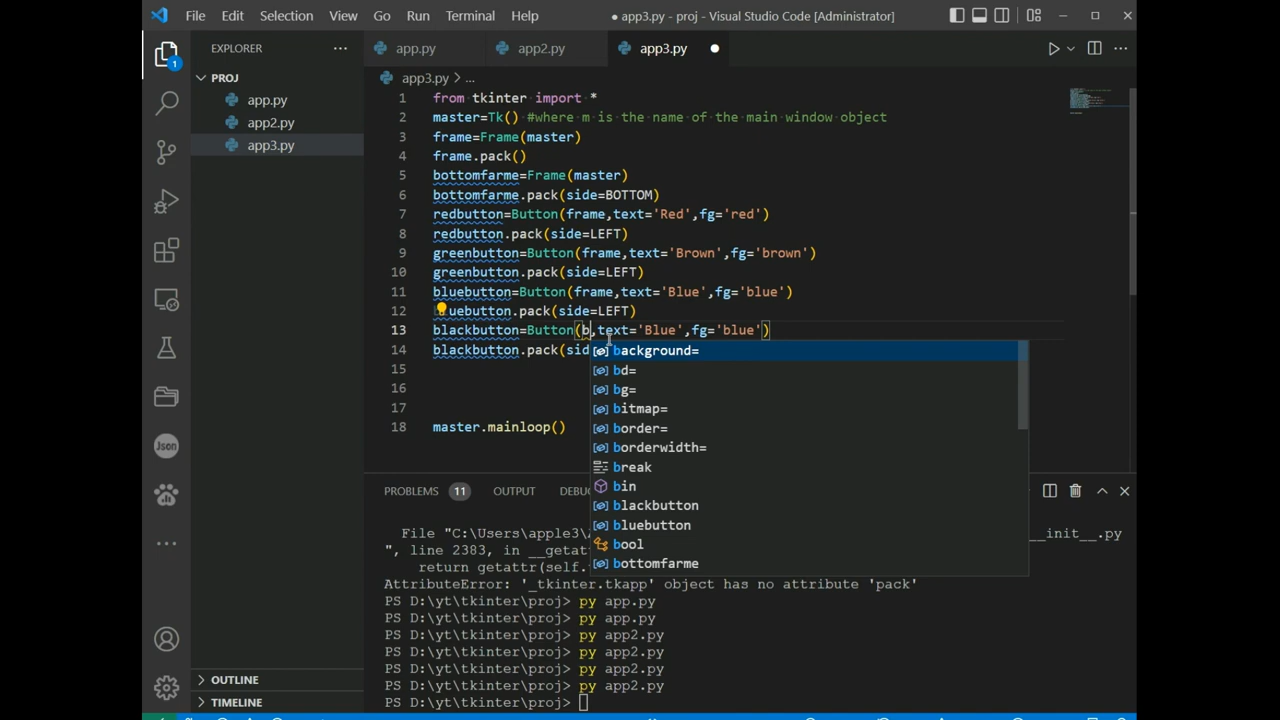 File Edit Selection View Go Run Terminal Help ● app3.py - proj - Visual Studio Code [Administrator]
EXPLORER ... app.py app2.py app3.py
1
PROJ
app3.py > ...
app.py
app2.py
app3.py
1 from tkinter import *
2 master=Tk() #where m is the name of the main window object
3 frame=Frame(master)
4 frame.pack()
5 bottomfarme=Frame(master)
6 bottomfarme.pack(side=BOTTOM)
7 redbutton=Button(frame,text='Red',fg='red')
8 redbutton.pack(side=LEFT)
9 greenbutton=Button(frame,text='Brown',fg='brown')
10 greenbutton.pack(side=LEFT)
11 bluebutton=Button(frame,text='Blue',fg='blue')
12 uebutton.pack(side=LEFT)
13 blackbutton=Button(b,text='Blue',fg='blue')
14 blackbutton.pack(sid
15
16
17
18 master.mainloop()
background=
bd=
bg=
bitmap=
border=
borderwidth=
break
bin
blackbutton
bluebutton
bool
bottomfarme
Json
PROBLEMS 11 OUTPUT DEBU
File "C:\Users\apple3\ __init__.py
", line 2383, in __getat
return getattr(self.
AttributeError: '_tkinter.tkapp' object has no attribute 'pack'
PS D:\yt\tkinter\proj> py app.py
PS D:\yt\tkinter\proj> py app.py
PS D:\yt\tkinter\proj> py app2.py
PS D:\yt\tkinter\proj> py app2.py
PS D:\yt\tkinter\proj> py app2.py
PS D:\yt\tkinter\proj> py app2.py
PS D:\yt\tkinter\proj>
OUTLINE
TIMELINE